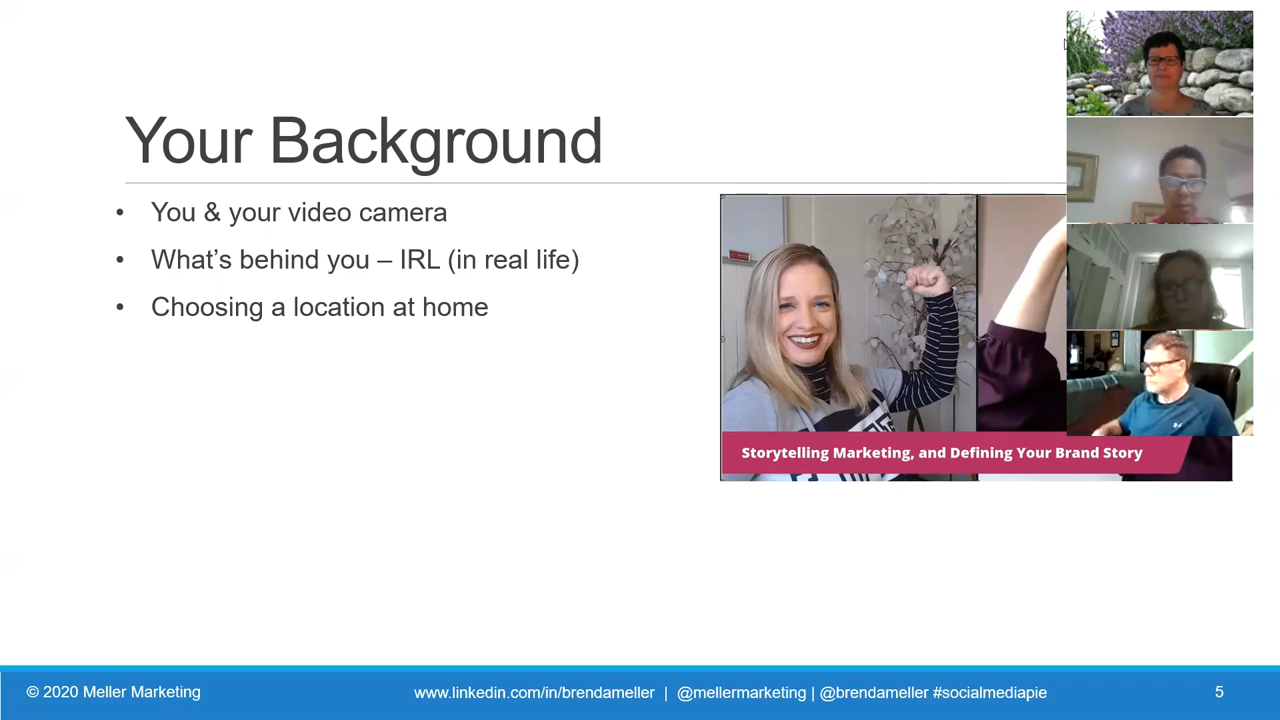 Your Background
• You & your video camera
• What’s behind you – IRL (in real life)
• Choosing a location at home
Storytelling Marketing, and Defining Your Brand Story
© 2020 Meller Marketing
www.linkedin.com/in/brendameller | @mellermarketing | @brendameller #socialmediapie
5